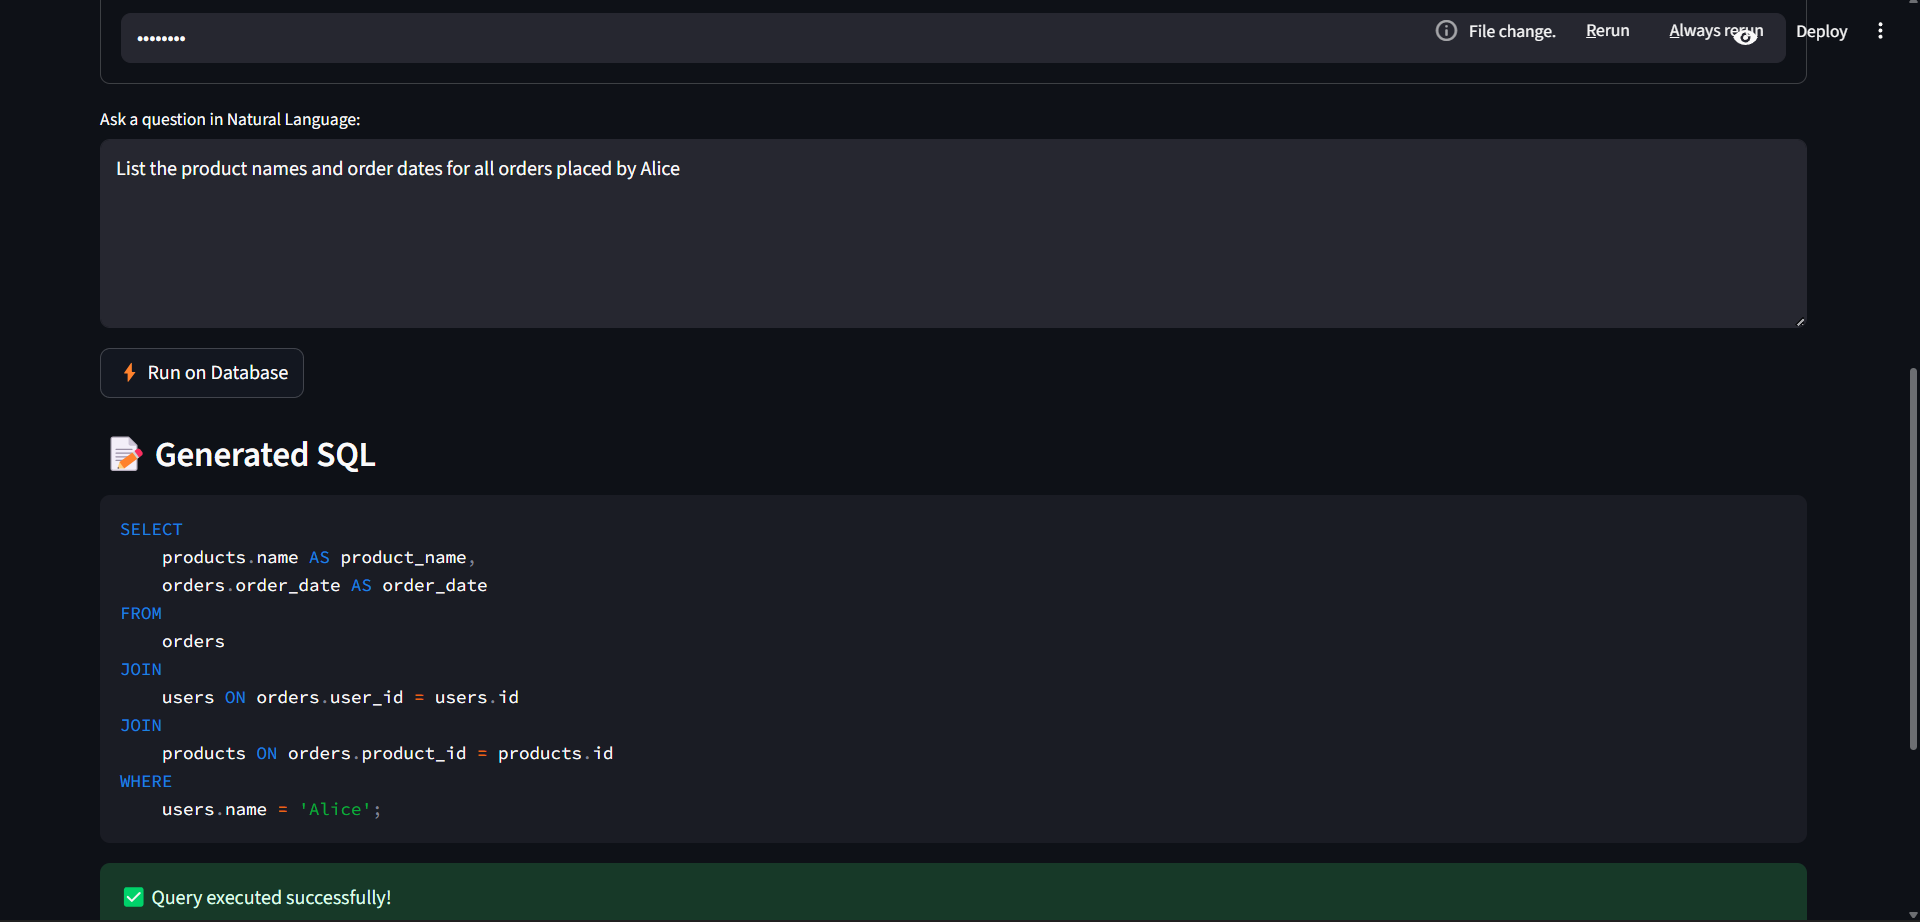 ••••••••
File change. Rerun Always rerun Deploy
Ask a question in Natural Language:
List the product names and order dates for all orders placed by Alice
Run on Database
Generated SQL
SELECT
    products.name AS product_name,
    orders.order_date AS order_date
FROM
    orders
JOIN
    users ON orders.user_id = users.id
JOIN
    products ON orders.product_id = products.id
WHERE
    users.name = 'Alice';
Query executed successfully!